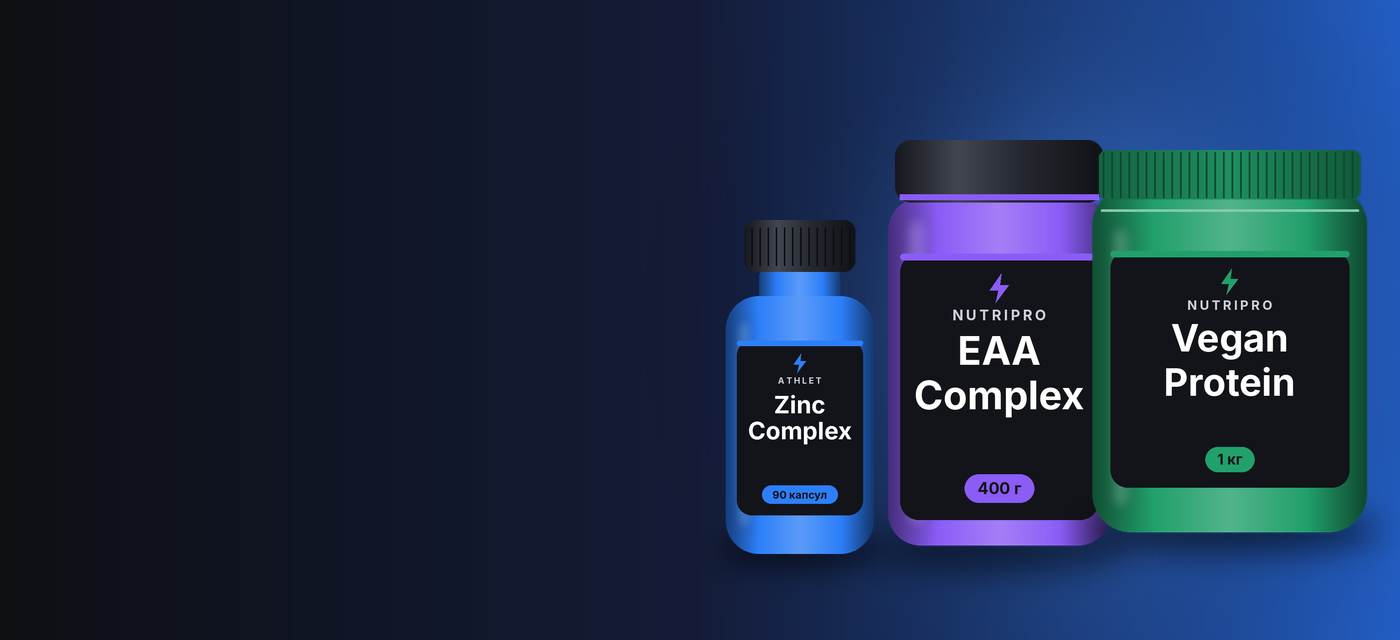 ATHLET
Zinc
Complex
90 капсул
NUTRIPRO
EAA
Complex
400 г
NUTRIPRO
Vegan
Protein
1 кг